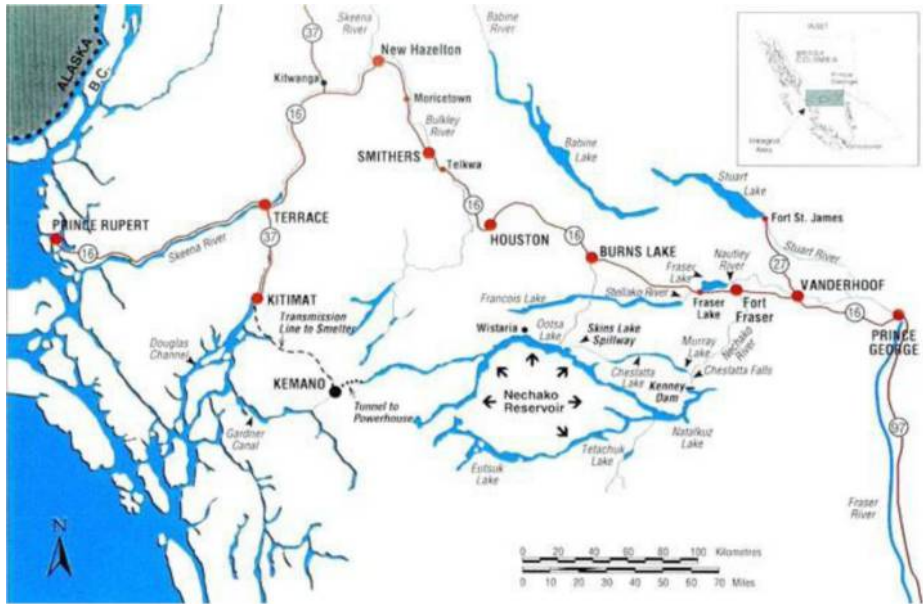 ALASKA
B.C.
37
Skeena
River
Babine
River
New Hazelton
Kitwanga
16
Moricetown
Bulkley
River
SMITHERS
Telkwa
Babine
Lake
Stuart
Lake
Fort St. James
Stuart River
PRINCE RUPERT
16
Skeena River
TERRACE
37
16
HOUSTON
16
BURNS LAKE
Nautley
River
Fraser
Lake
27
VANDERHOOF
KITIMAT
Transmission
Line to Smelter
Francois Lake
Stellako River
Fraser
Lake
Fort
Fraser
16
PRINCE
GEORGE
Wistaria
Ootsa
Lake
Skins Lake
Spillway
Murray
Lake
Nechako
River
Douglas
Channel
KEMANO
Cheslatta
Lake
Cheslatta Falls
Kenney
Dam
Nechako
Reservoir
Tunnel to
Powerhouse
Gardner
Canal
Tetachuk
Lake
Natalkuz
Lake
Eutsuk
Lake
97
Fraser
River
N
0 20 40 60 80 100 Kilometres
0 10 20 30 40 50 60 70 Miles